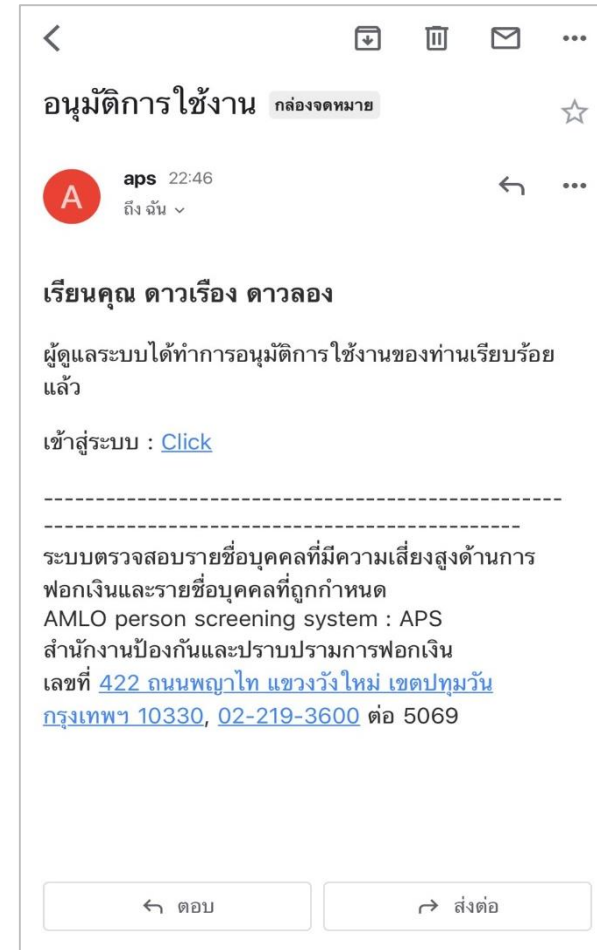 อนุมัติการใช้งาน กล่องจดหมาย
A
aps 22:46
ถึง ฉัน
เรียนคุณ ดาวเรือง ดาวลอง
ผู้ดูแลระบบได้ทำการอนุมัติการใช้งานของท่านเรียบร้อย
แล้ว
เข้าสู่ระบบ : Click
--------------------------------------------------
----------------------------------------------
ระบบตรวจสอบรายชื่อบุคคลที่มีความเสี่ยงสูงด้านการ
ฟอกเงินและรายชื่อบุคคลที่ถูกกำหนด
AMLO person screening system : APS
สำนักงานป้องกันและปราบปรามการฟอกเงิน
เลขที่ 422 ถนนพญาไท แขวงวังใหม่ เขตปทุมวัน
กรุงเทพฯ 10330, 02-219-3600 ต่อ 5069
ตอบ
ส่งต่อ